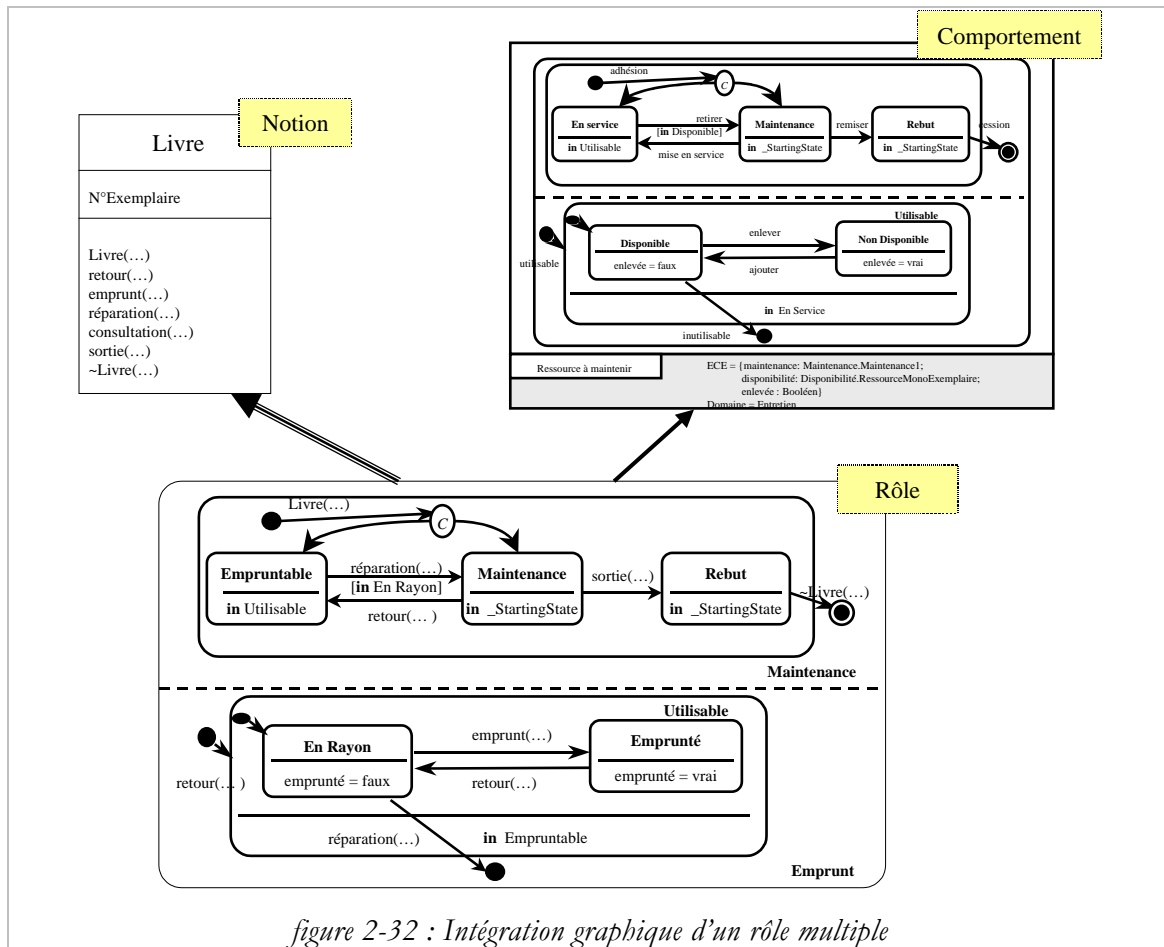 Comportement
adhésion
C
En service
in Utilisable
retirer
[in Disponible]
mise en service
Maintenance
in _StartingState
remiser
Rebut
in _StartingState
cession
Utilisable
utilisable
Disponible
enlevée = faux
enlever
ajouter
Non Disponible
enlevée = vrai
in En Service
inutilisable
Ressource à maintenir
ECE = {maintenance: Maintenance.Maintenance1;
disponibilité: Disponibilité.RessourceMonoExemplaire;
enlevée : Booléen}
Domaine = Entretien
Notion
Livre
N°Exemplaire
Livre(…)
retour(…)
emprunt(…)
réparation(…)
consultation(…)
sortie(…)
~Livre(…)
Rôle
Livre(…)
C
Empruntable
in Utilisable
réparation(…)
[in En Rayon]
retour(… )
Maintenance
in _StartingState
sortie(…)
Rebut
in _StartingState
~Livre(…)
Maintenance
Utilisable
retour(… )
En Rayon
emprunté = faux
emprunt(…)
retour(…)
Emprunté
emprunté = vrai
réparation(…)
in Empruntable
Emprunt
figure 2-32 : Intégration graphique d'un rôle multiple